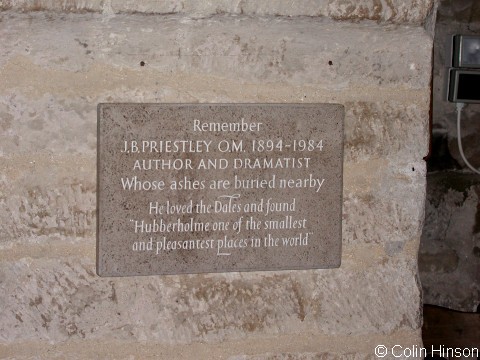 Remember
J.B.PRIESTLEY O.M. 1894-1984
AUTHOR AND DRAMATIST
Whose ashes are buried nearby
He loved the Dales and found
"Hubberholme one of the smallest
and pleasantest places in the world"
© Colin Hinson